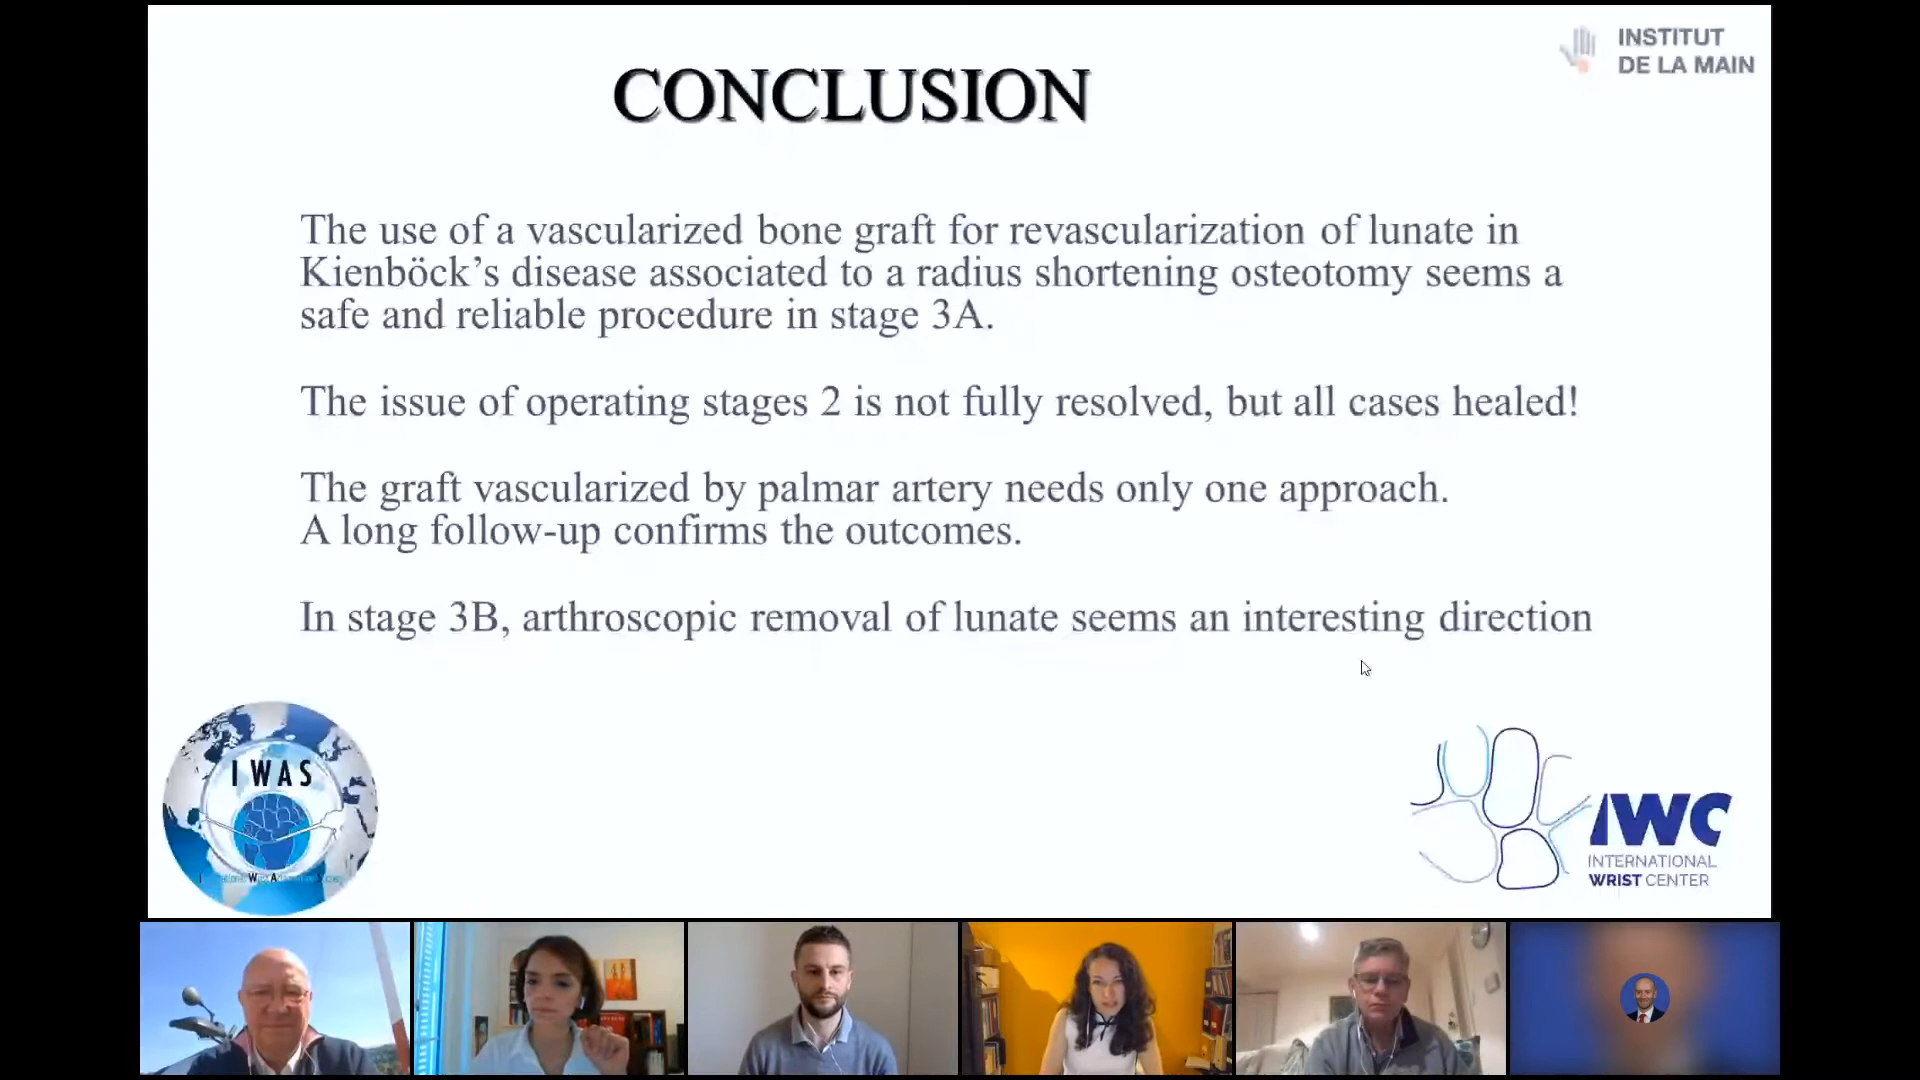 INSTITUT
DE LA MAIN
CONCLUSION
The use of a vascularized bone graft for revascularization of lunate in
Kienböck’s disease associated to a radius shortening osteotomy seems a
safe and reliable procedure in stage 3A.
The issue of operating stages 2 is not fully resolved, but all cases healed!
The graft vascularized by palmar artery needs only one approach.
A long follow-up confirms the outcomes.
In stage 3B, arthroscopic removal of lunate seems an interesting direction
IWAS
IWC
INTERNATIONAL
WRIST CENTER